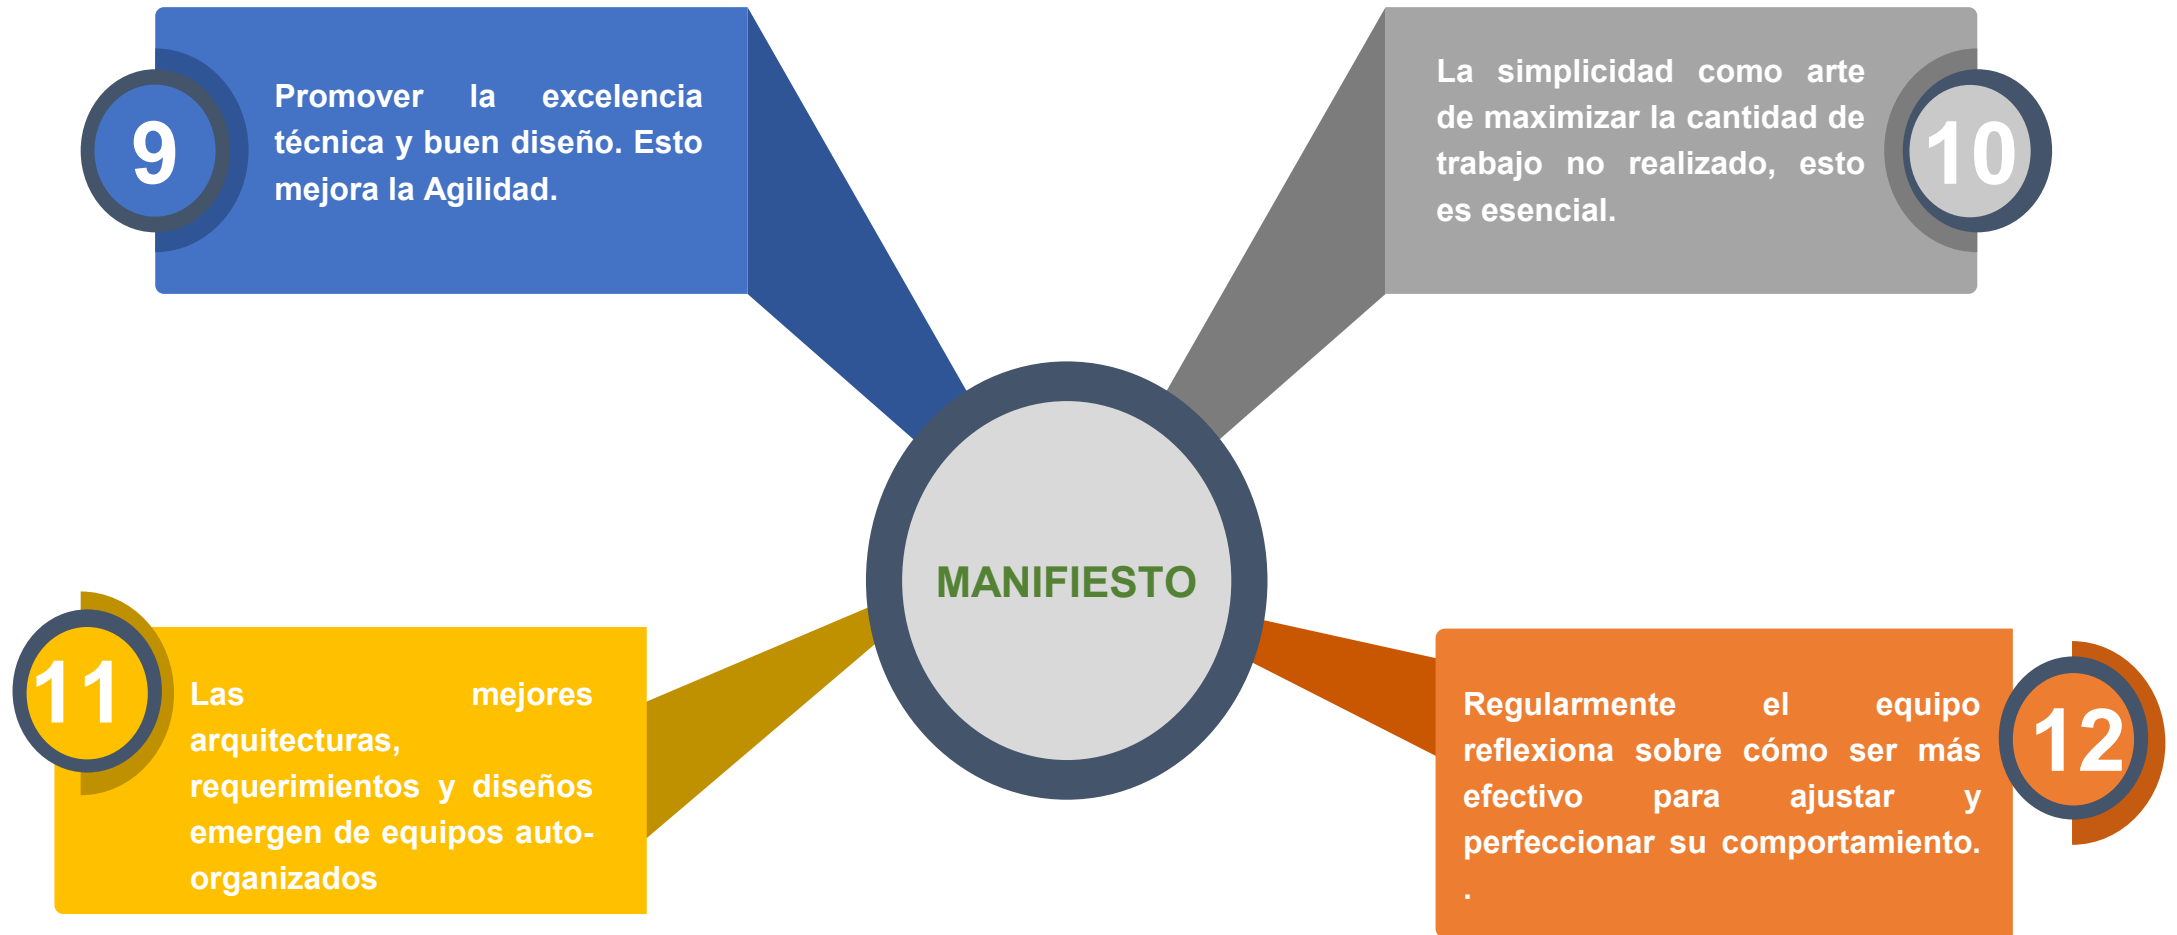 9
Promover la excelencia
técnica y buen diseño. Esto
mejora la Agilidad.
La simplicidad como arte
de maximizar la cantidad de
trabajo no realizado, esto
es esencial.
10
MANIFIESTO
11
Las mejores
arquitecturas,
requerimientos y diseños
emergen de equipos auto-
organizados
Regularmente el equipo
reflexiona sobre cómo ser más
efectivo para ajustar y
perfeccionar su comportamiento.
.
12